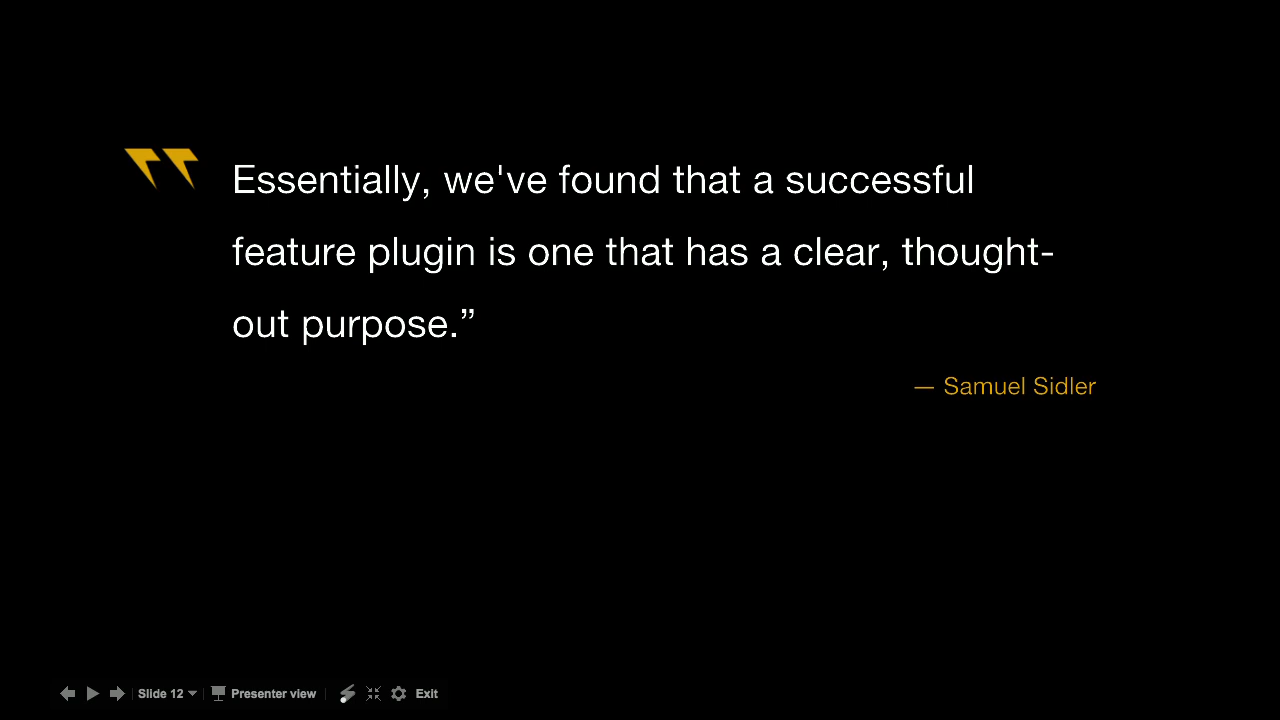 Essentially, we've found that a successful
feature plugin is one that has a clear, thought-
out purpose.”
— Samuel Sidler
Slide 12
Presenter view
Exit